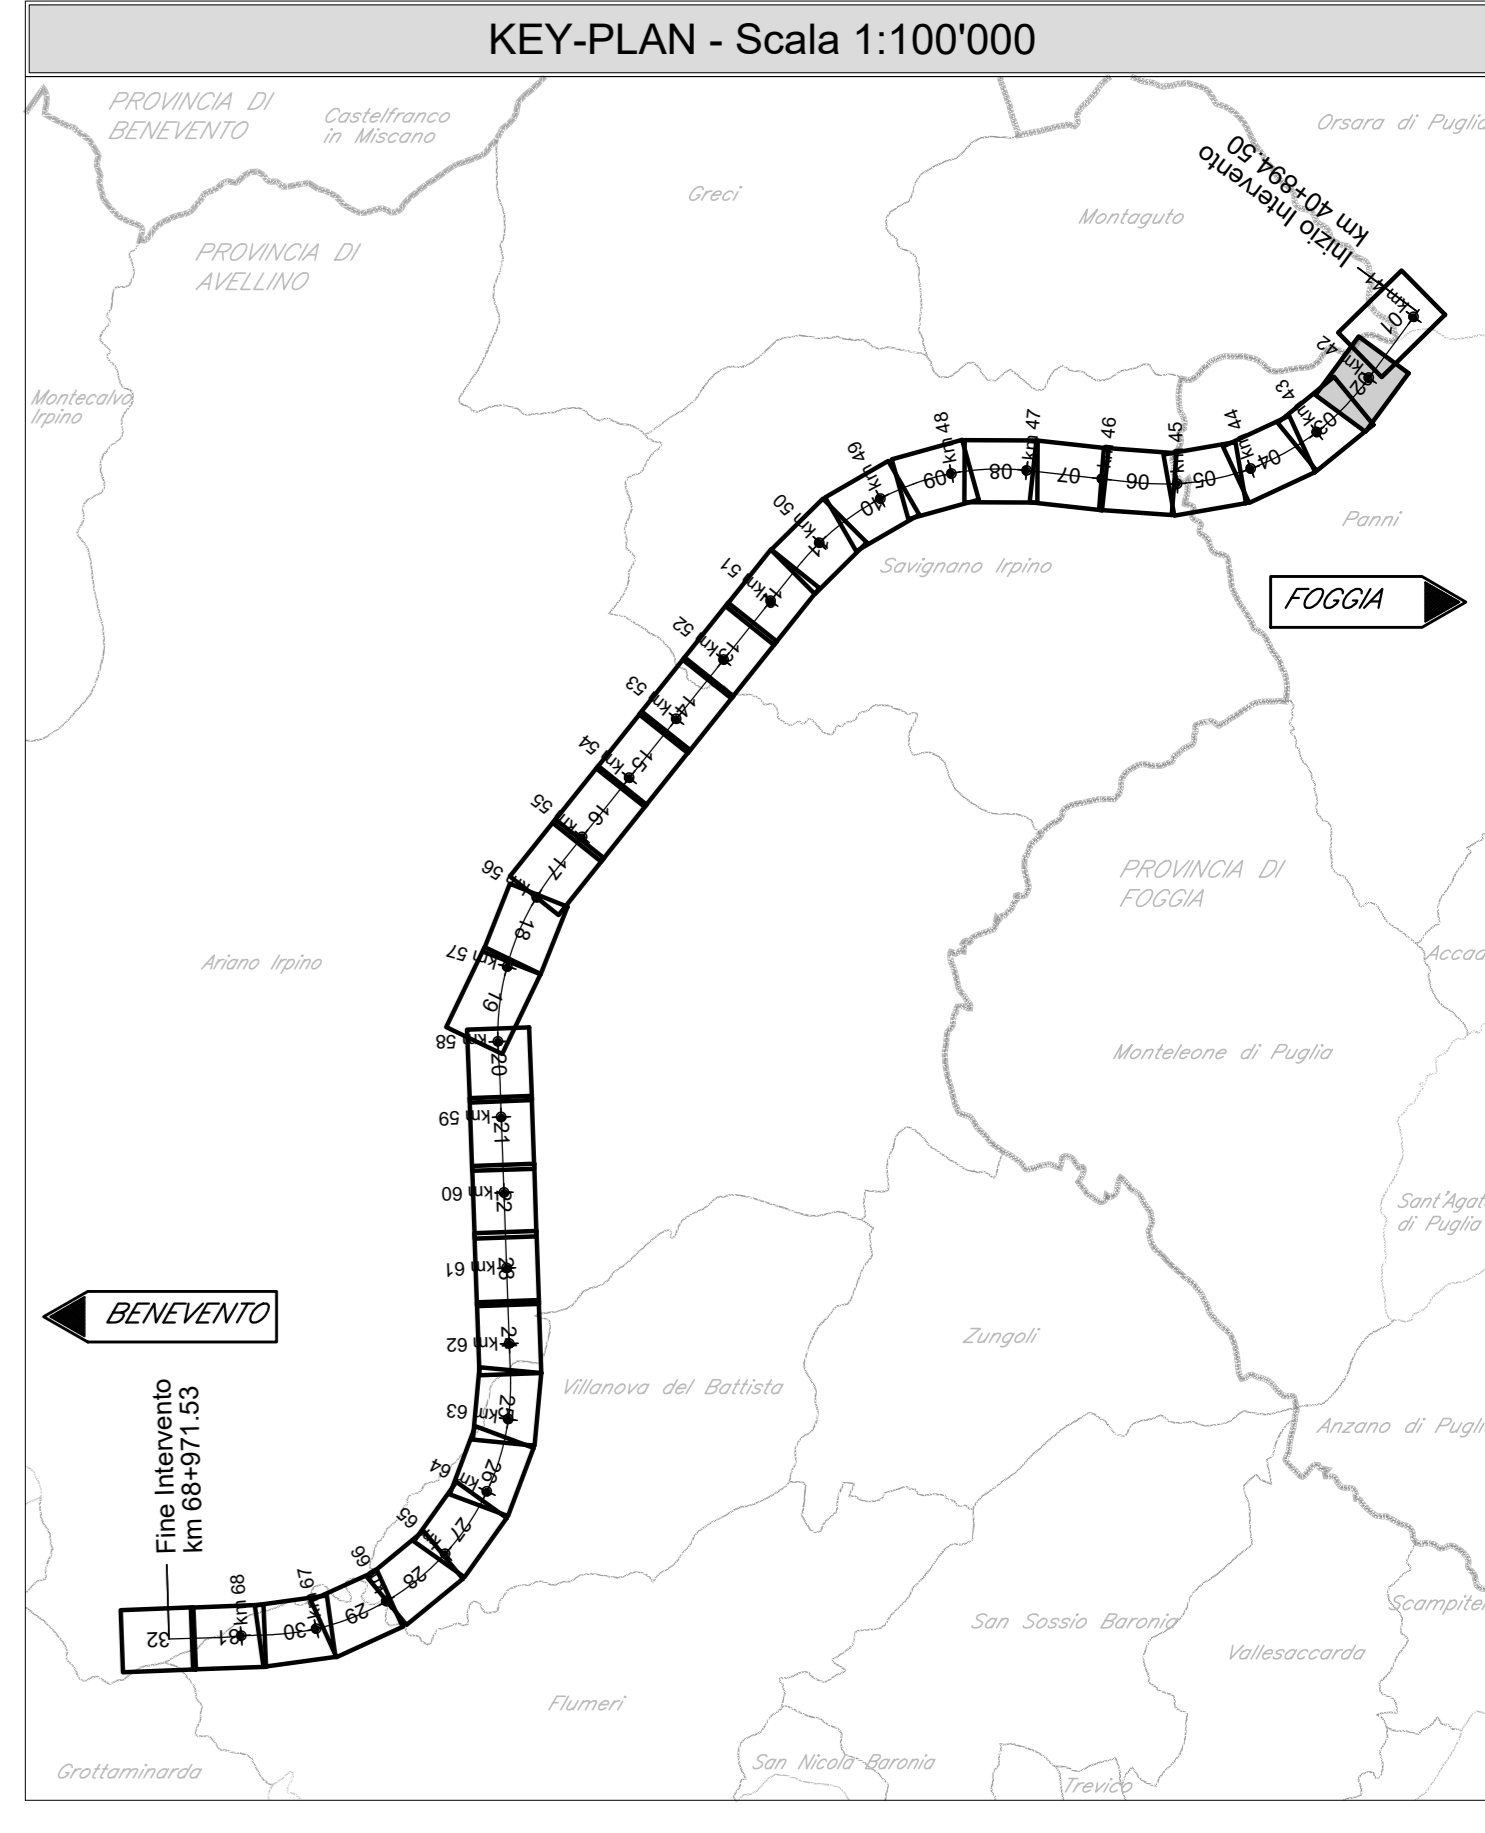 KEY-PLAN - Scala 1:100'000
PROVINCIA DI
BENEVENTO
Castelfranco
in Miscano
Orsara di Puglia
Greci
Montaguto
Inizio Intervento
km 40+894.50
PROVINCIA DI
AVELLINO
km 41
01
km 42
02
km 43
03
km 44
04
km 45
05
06
km 46
07
km 47
08
km 48
09
km 49
10
km 50
11
km 51
12
km 52
13
km 53
14
km 54
15
km 55
16
km 56
17
18
km 57
19
km 58
20
km 59
21
km 60
22
km 61
23
km 62
24
km 63
25
km 64
26
km 65
27
km 66
28
29
km 67
30
km 68
31
32
Montecalvo
Irpino
Panni
Savignano Irpino
FOGGIA
PROVINCIA DI
FOGGIA
Ariano Irpino
Accad
Monteleone di Puglia
Sant'Agat
di Puglia
BENEVENTO
Zungoli
Villanova del Battista
Anzano di Pugli
Fine Intervento
km 68+971.53
San Sossio Baronia
Scampite
Vallesaccarda
Flumeri
San Nicola Baronia
Trevico
Grottaminarda